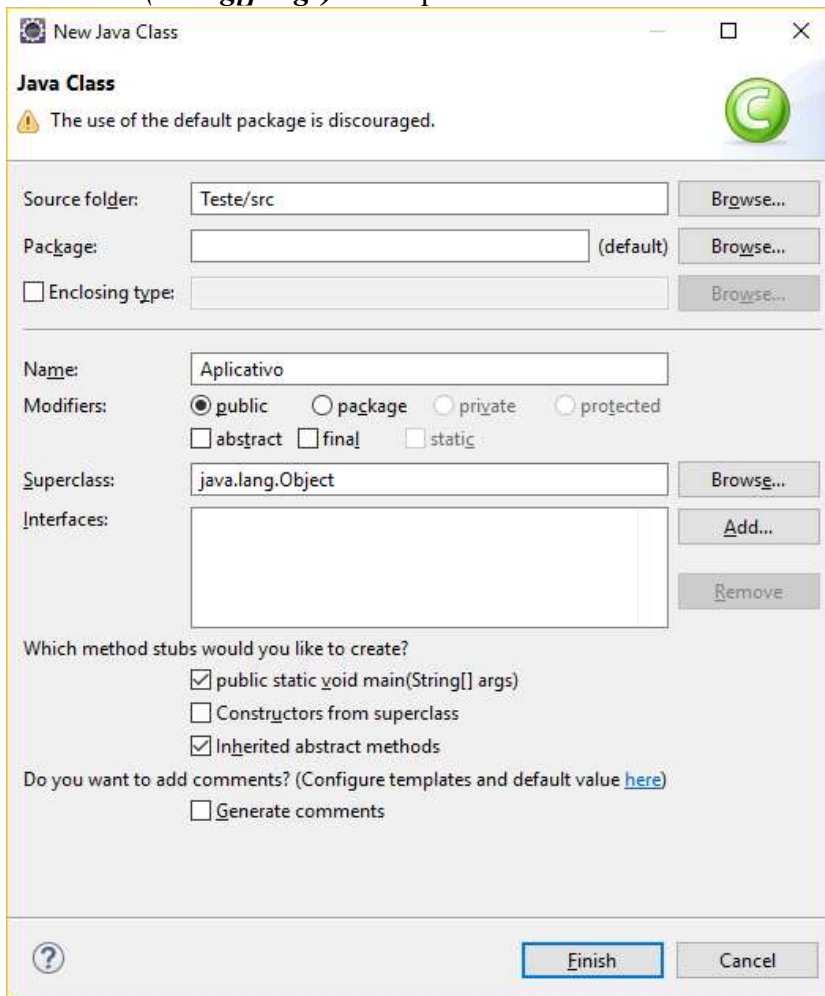 New Java Class
Java Class
The use of the default package is discouraged.
Source folder: Teste/src Browse...
Package: (default) Browse...
Enclosing type: Browse...
Name: Aplicativo
Modifiers: public package private protected
abstract final static
Superclass: java.lang.Object Browse...
Interfaces: Add...
Remove
Which method stubs would you like to create?
public static void main(String[] args)
Constructors from superclass
Inherited abstract methods
Do you want to add comments? (Configure templates and default value here)
Generate comments
? Finish Cancel